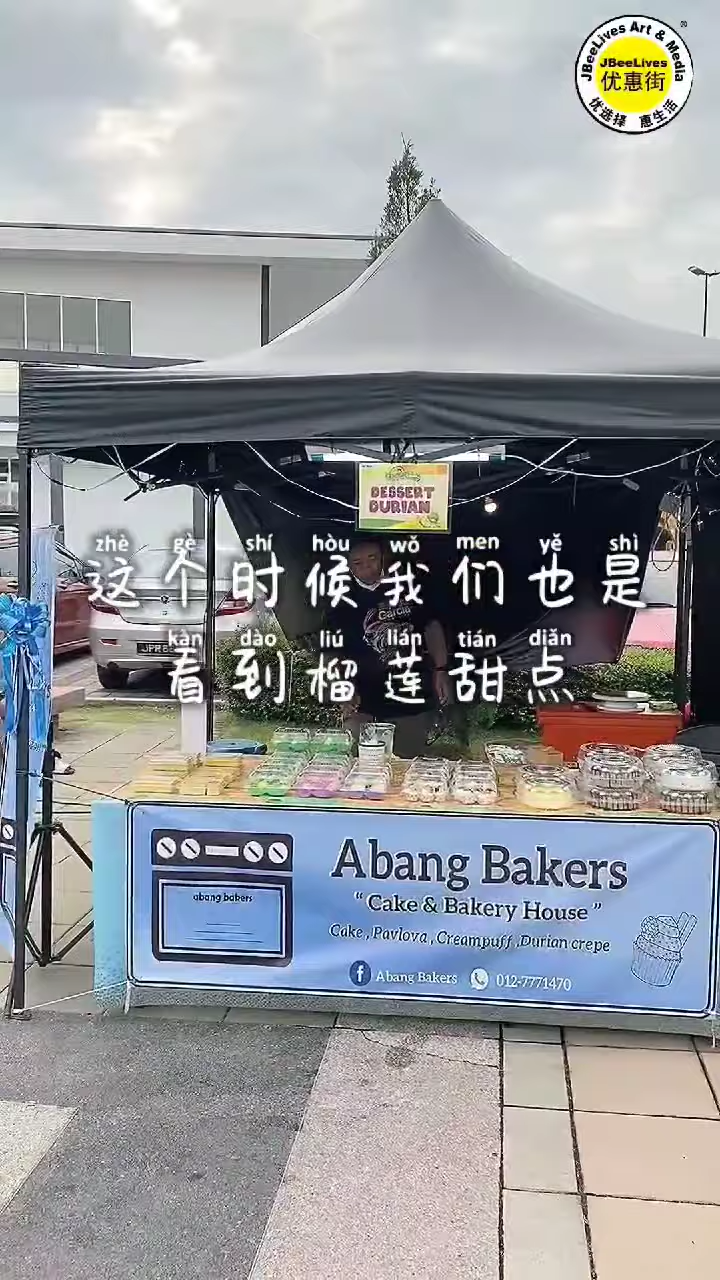 JBeeLives Art & Media
®
JBeeLives
优惠街
优选择 惠生活
DESSERT
DURIAN
zhè gè shí hòu wǒ men yě shì
这个时候我们也是
kàn dào liú lián tián diǎn
看到榴莲甜点
Garcia
Abang Bakers
“ Cake & Bakery House ”
Cake , Pavlova , Creampuff , Durian crepe
abang bakers
Abang Bakers 012-7771470